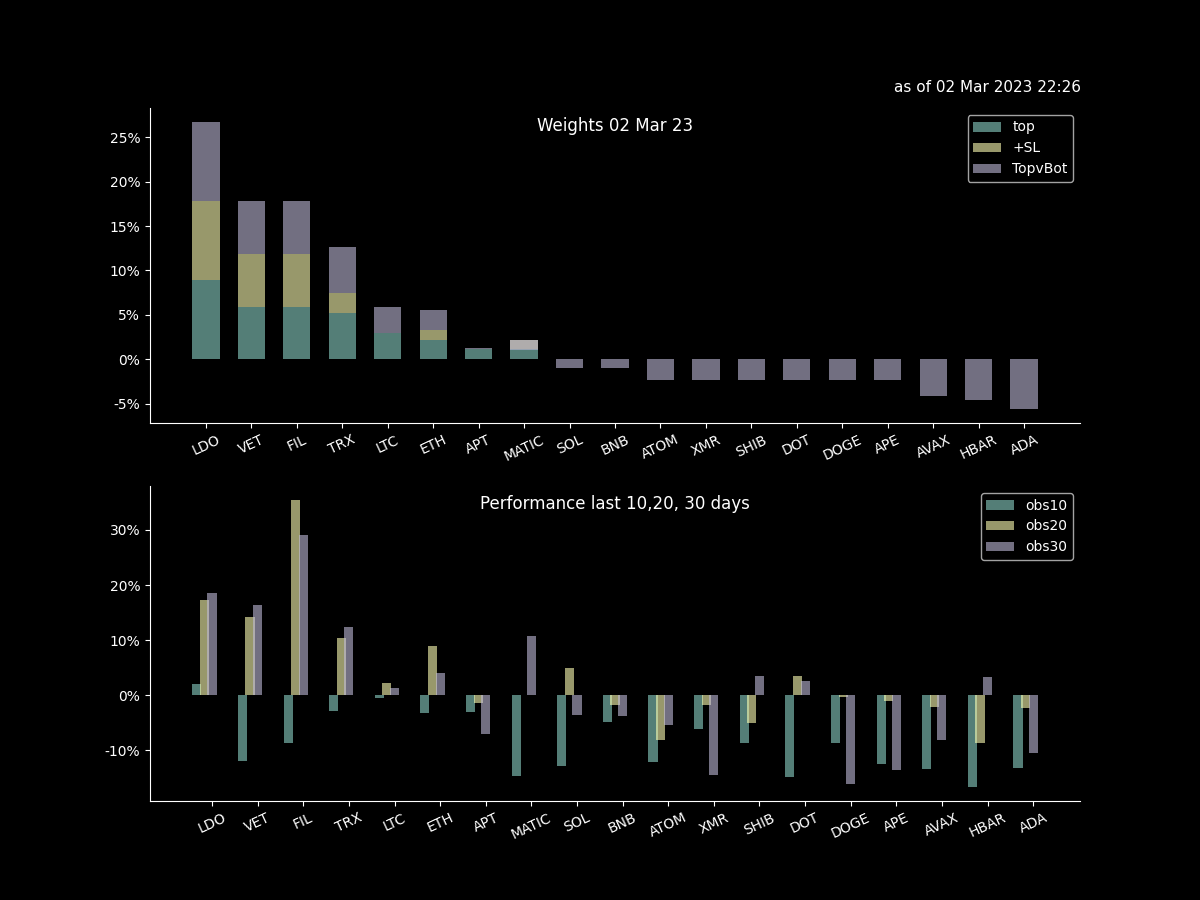 as of 02 Mar 2023 22:26
Weights 02 Mar 23
top
+SL
TopvBot
25%
20%
15%
10%
5%
0%
-5%
LDO VET FIL TRX LTC ETH APT MATIC SOL BNB ATOM XMR SHIB DOT DOGE APE AVAX HBAR ADA
Performance last 10,20, 30 days
obs10
obs20
obs30
30%
20%
10%
0%
-10%
LDO VET FIL TRX LTC ETH APT MATIC SOL BNB ATOM XMR SHIB DOT DOGE APE AVAX HBAR ADA